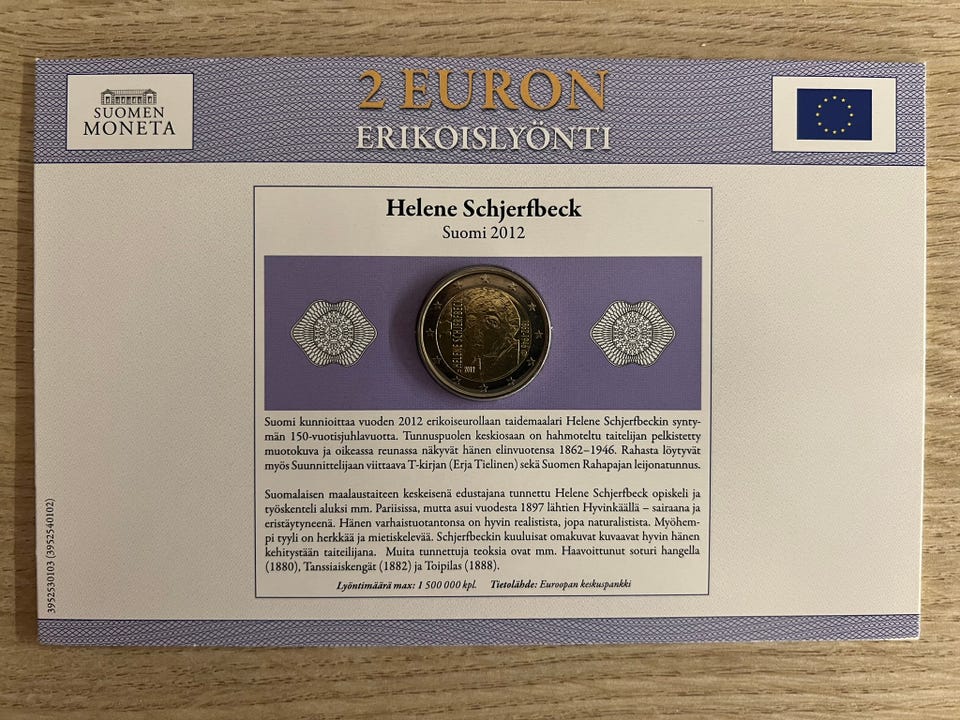 SUOMEN
MONETA
2 EURON
ERIKOISLYÖNTI
Helene Schjerfbeck
Suomi 2012
HELENE SCHJERFBECK
2012
1862-1946
Suomi kunnioittaa vuoden 2012 erikoiseurollaan taidemaalari Helene Schjerfbeckin synty-
män 150-vuotisjuhlavuotta. Tunnuspuolen keskiosaan on hahmoteltu taitelijan pelkistetty
muotokuva ja oikeassa reunassa näkyvät hänen elinvuotensa 1862–1946. Rahasta löytyvät
myös Suunnittelijaan viittaava T-kirjan (Erja Tielinen) sekä Suomen Rahapajan leijonatunnus.
Suomalaisen maalaustaiteen keskeisenä edustajana tunnettu Helene Schjerfbeck opiskeli ja
työskenteli aluksi mm. Pariisissa, mutta asui vuodesta 1897 lähtien Hyvinkäällä – sairaana ja
eristäytyneenä. Hänen varhaistuotantonsa on hyvin realistista, jopa naturalistista. Myöhem-
pi tyyli on herkkää ja mietiskelevää. Schjerfbeckin kuuluisat omakuvat kuvaavat hyvin hänen
kehitystään taiteilijana. Muita tunnettuja teoksia ovat mm. Haavoittunut soturi hangella
(1880), Tanssiaiskengät (1882) ja Toipilas (1888).
Lyöntimäärä max: 1 500 000 kpl. Tietolähde: Euroopan keskuspankki
3952530103 (3952540102)